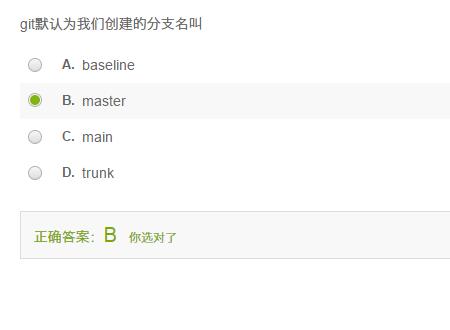 git默认为我们创建的分支名叫
A. baseline
B. master
C. main
D. trunk
正确答案： B 你选对了